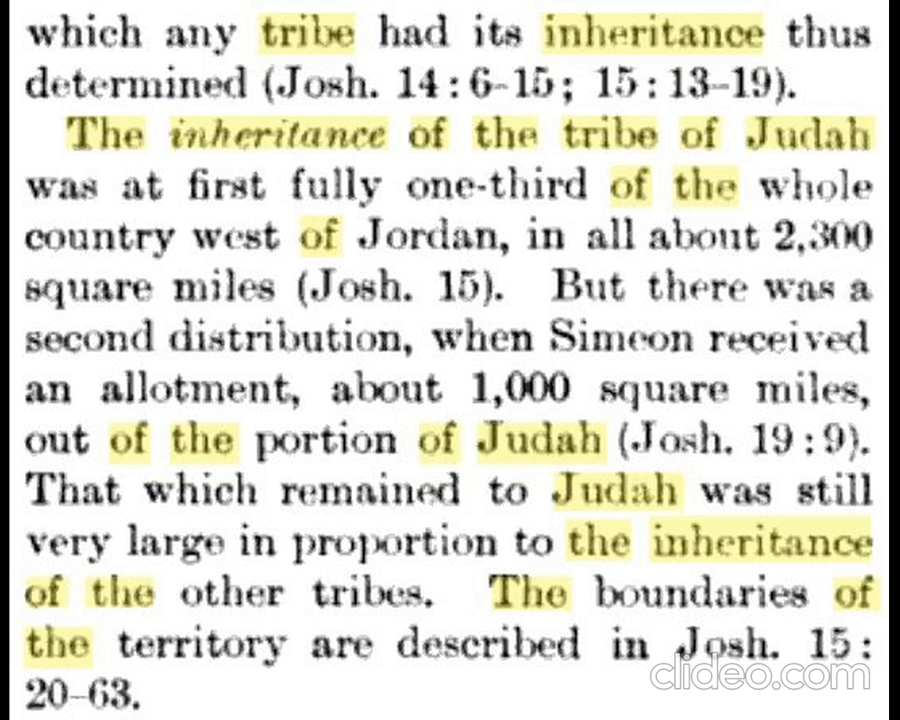 which any tribe had its inheritance thus
determined (Josh. 14 : 6-15; 15 : 13-19).
The inheritance of the tribe of Judah
was at first fully one-third of the whole
country west of Jordan, in all about 2,300
square miles (Josh. 15). But there was a
second distribution, when Simeon received
an allotment, about 1,000 square miles,
out of the portion of Judah (Josh. 19 : 9).
That which remained to Judah was still
very large in proportion to the inheritance
of the other tribes. The boundaries of
the territory are described in Josh. 15 :
20-63.
clideo.com